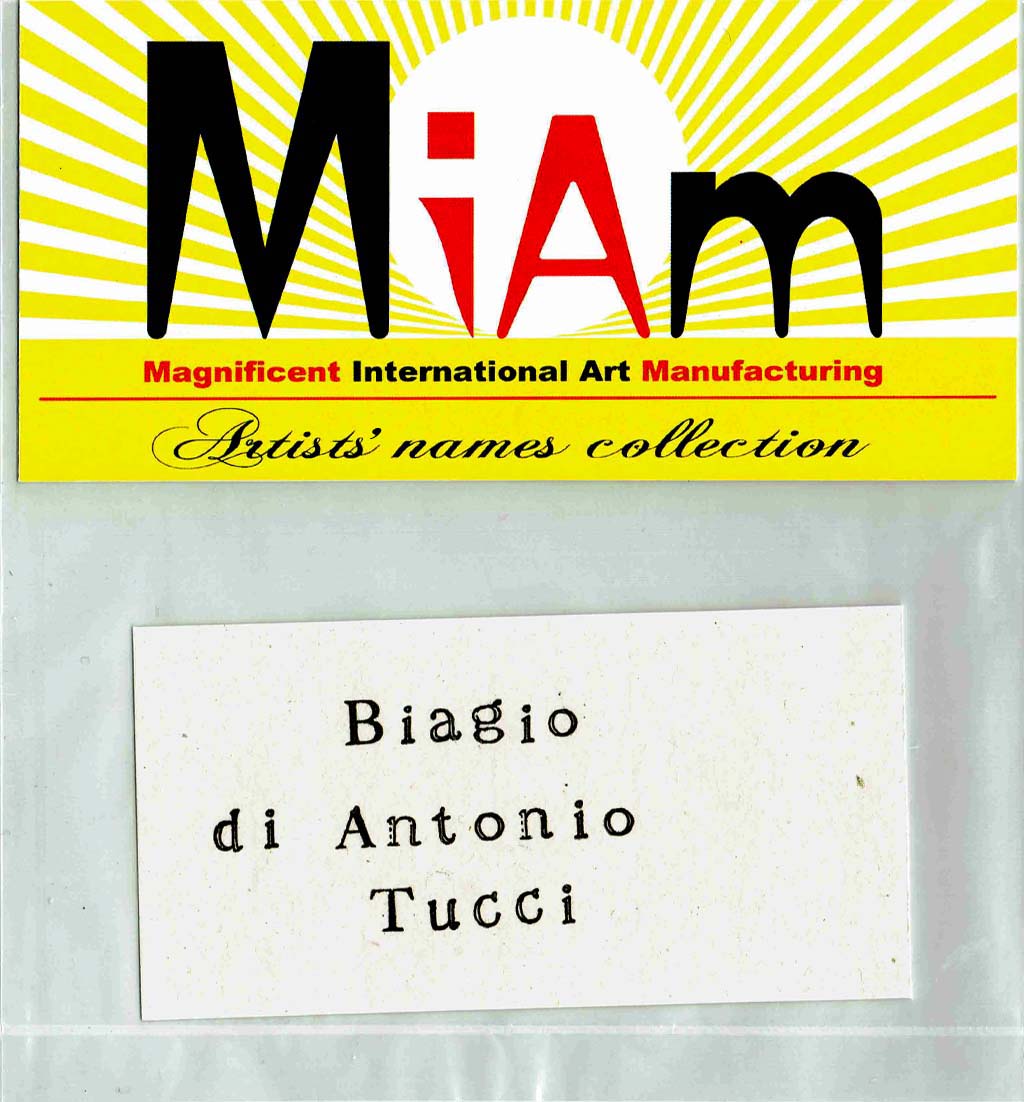 MiAm
Magnificent International Art Manufacturing
Artists' names collection
Biagio
di Antonio
Tucci